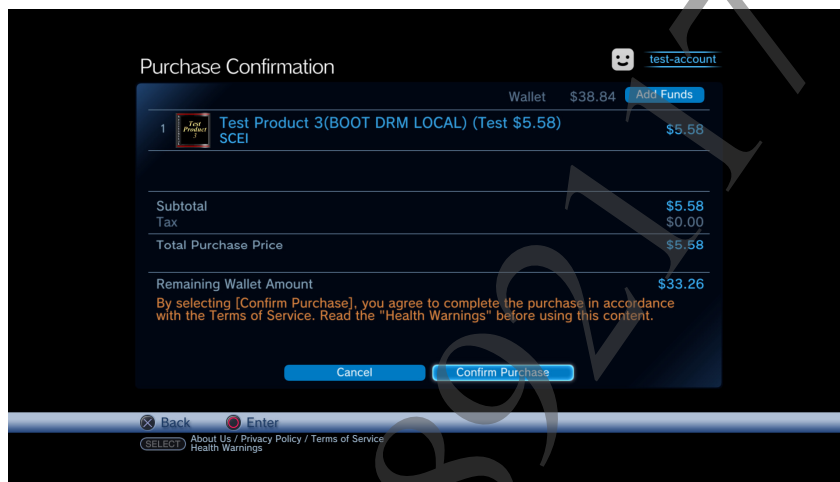 Purchase Confirmation
test-account
Wallet $38.84 Add Funds
1 Test Product 3 Test Product 3(BOOT DRM LOCAL) (Test $5.58) $5.58
SCEI
Subtotal $5.58
Tax $0.00
Total Purchase Price $5.58
Remaining Wallet Amount $33.26
By selecting [Confirm Purchase], you agree to complete the purchase in accordance
with the Terms of Service. Read the "Health Warnings" before using this content.
Cancel Confirm Purchase
Back Enter
SELECT About Us / Privacy Policy / Terms of Service
Health Warnings